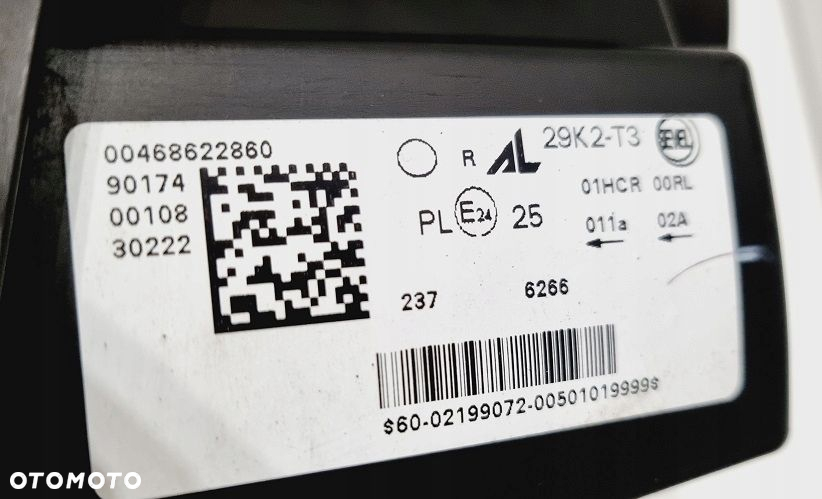 00468622860
90174
00108
30222
R AL 29K2-T3
01HCR 00RL
PL E24 25
011a 02A
237 6266
$60-02199072-00501019999$
OTOMOTO